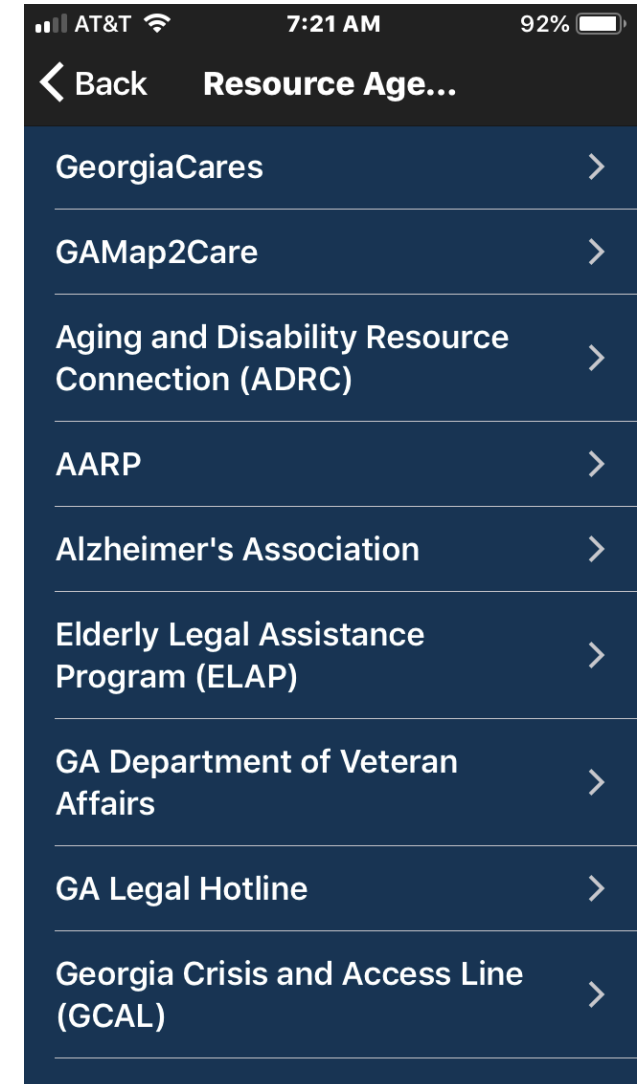 AT&T 7:21 AM 92%
Back Resource Age...
GeorgiaCares
GAMap2Care
Aging and Disability Resource
Connection (ADRC)
AARP
Alzheimer's Association
Elderly Legal Assistance
Program (ELAP)
GA Department of Veteran
Affairs
GA Legal Hotline
Georgia Crisis and Access Line
(GCAL)